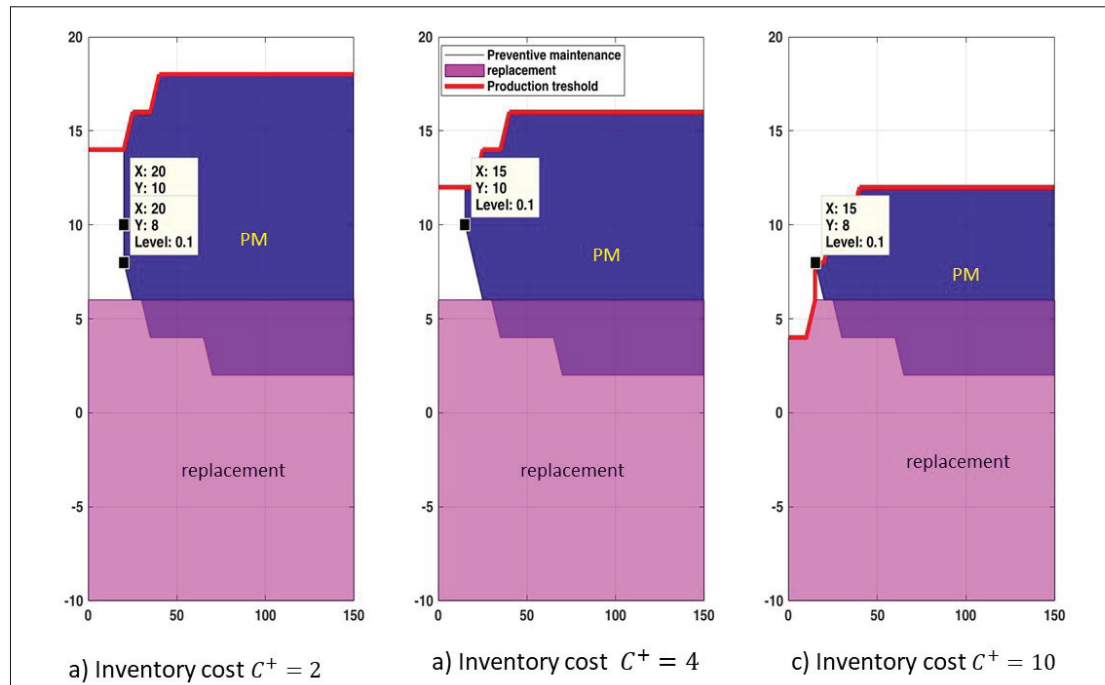 20
15
10
5
0
-5
-10
0
50
100
150
X: 20
Y: 10
X: 20
Y: 8
Level: 0.1
PM
replacement
a) Inventory cost C⁺ = 2
20
15
10
5
0
-5
-10
0
50
100
150
Preventive maintenance
replacement
Production treshold
X: 15
Y: 10
Level: 0.1
PM
replacement
a) Inventory cost C⁺ = 4
20
15
10
5
0
-5
-10
0
50
100
150
X: 15
Y: 8
Level: 0.1
PM
replacement
c) Inventory cost C⁺ = 10